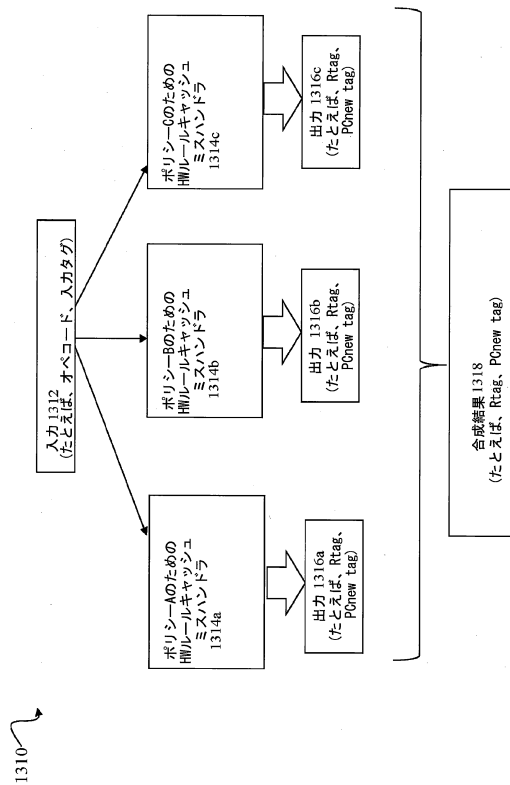 1310
入力 1312
(たとえば、オペコード、入力タグ)
ポリシーAのための
HWルールキャッシュ
ミスハンドラ
1314a
ポリシーBのための
HWルールキャッシュ
ミスハンドラ
1314b
ポリシーCのための
HWルールキャッシュ
ミスハンドラ
1314c
出力 1316a
(たとえば、Rtag、
PCnew tag)
出力 1316b
(たとえば、Rtag、
PCnew tag)
出力 1316c
(たとえば、Rtag、
PCnew tag)
合成結果 1318
(たとえば、Rtag、PCnew tag)